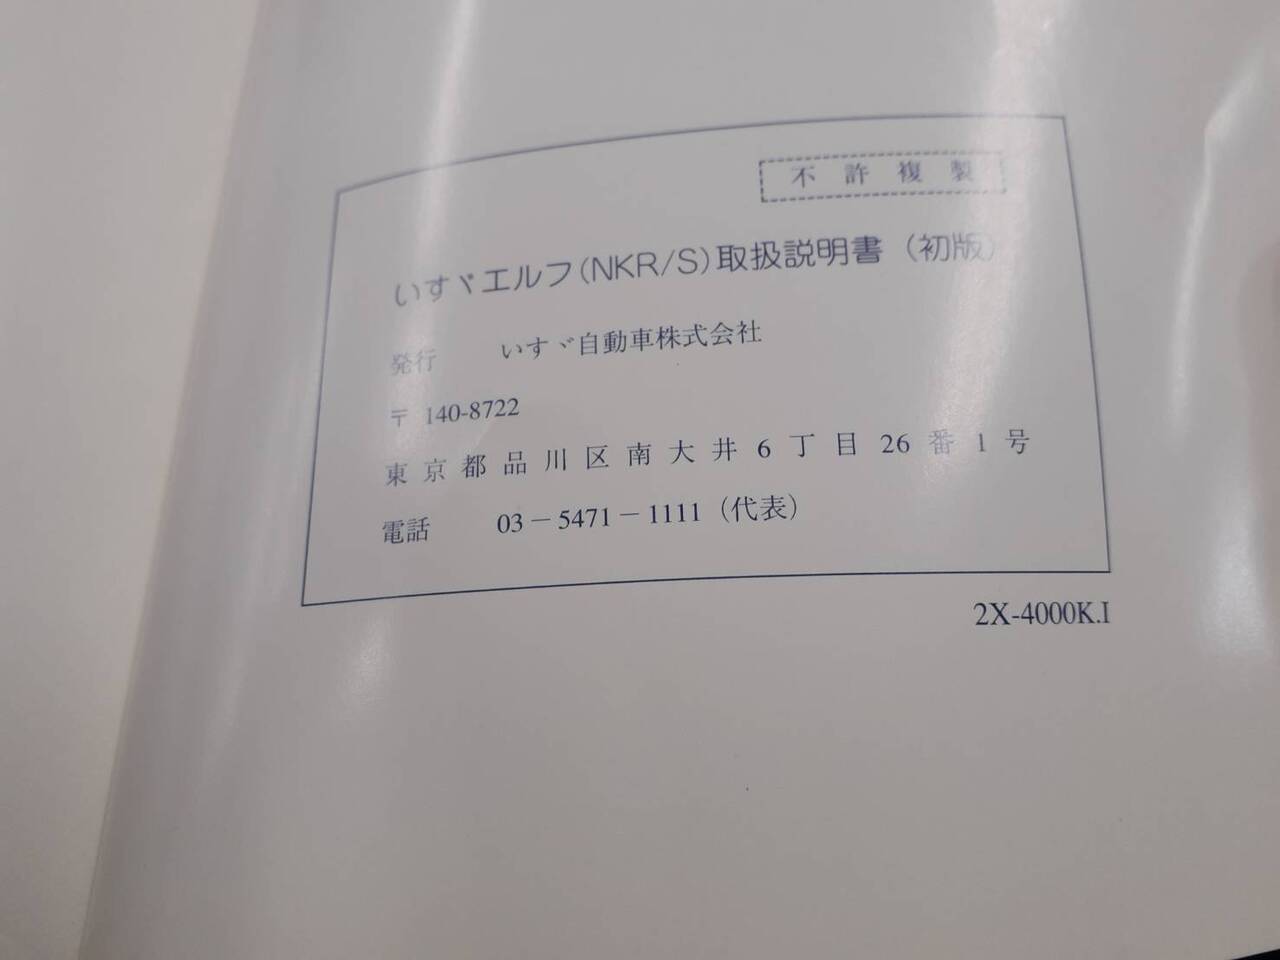 不許複製
いすゞエルフ(NKR/S)取扱説明書（初版）
発行　いすゞ自動車株式会社
〒 140-8722
東京都品川区南大井6丁目26番1号
電話　03－5471－1111（代表）
2X-4000K.I